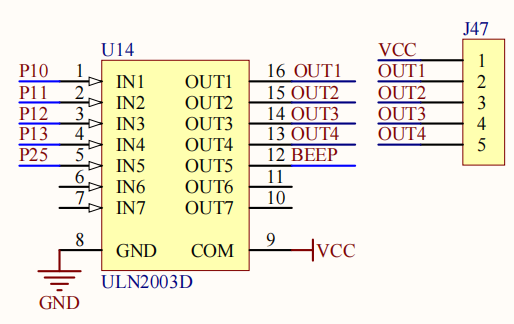 U14
J47
P10 1 IN1 OUT1 16 OUT1
P11 2 IN2 OUT2 15 OUT2
P12 3 IN3 OUT3 14 OUT3
P13 4 IN4 OUT4 13 OUT4
P25 5 IN5 OUT5 12 BEEP
6 IN6 OUT6 11
7 IN7 OUT7 10
8 GND COM 9 VCC
GND
ULN2003D
VCC 1
OUT1 2
OUT2 3
OUT3 4
OUT4 5